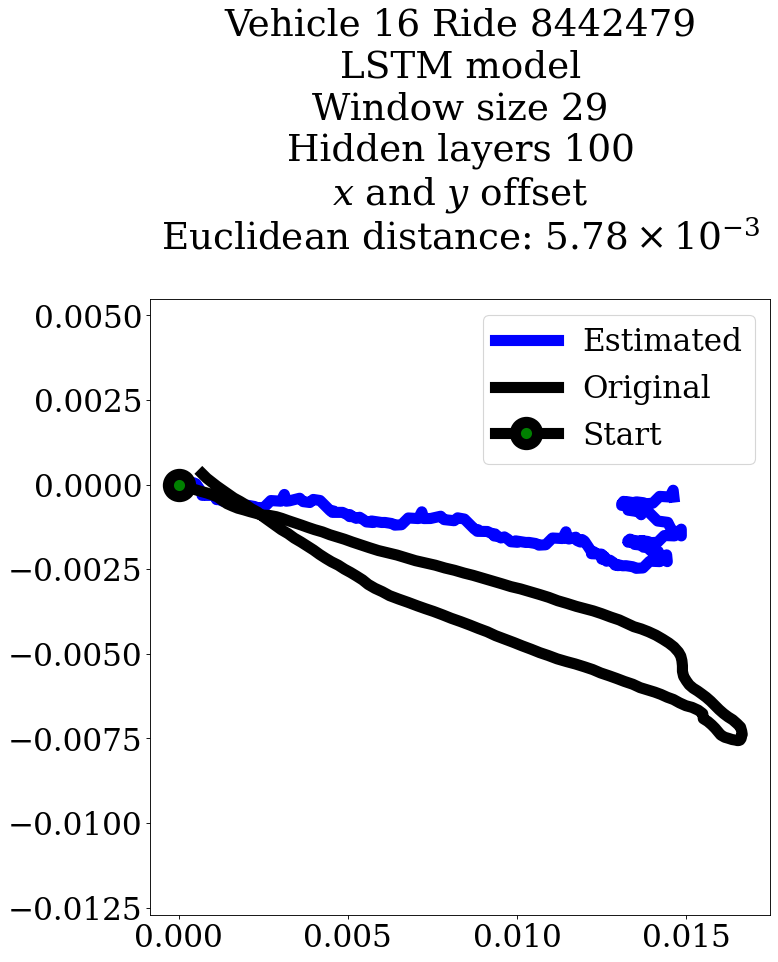 Vehicle 16 Ride 8442479
LSTM model
Window size 29
Hidden layers 100
x and y offset
Euclidean distance: 5.78 × 10⁻³
Estimated
Original
Start
0.0050
0.0025
0.0000
−0.0025
−0.0050
−0.0075
−0.0100
−0.0125
0.000 0.005 0.010 0.015